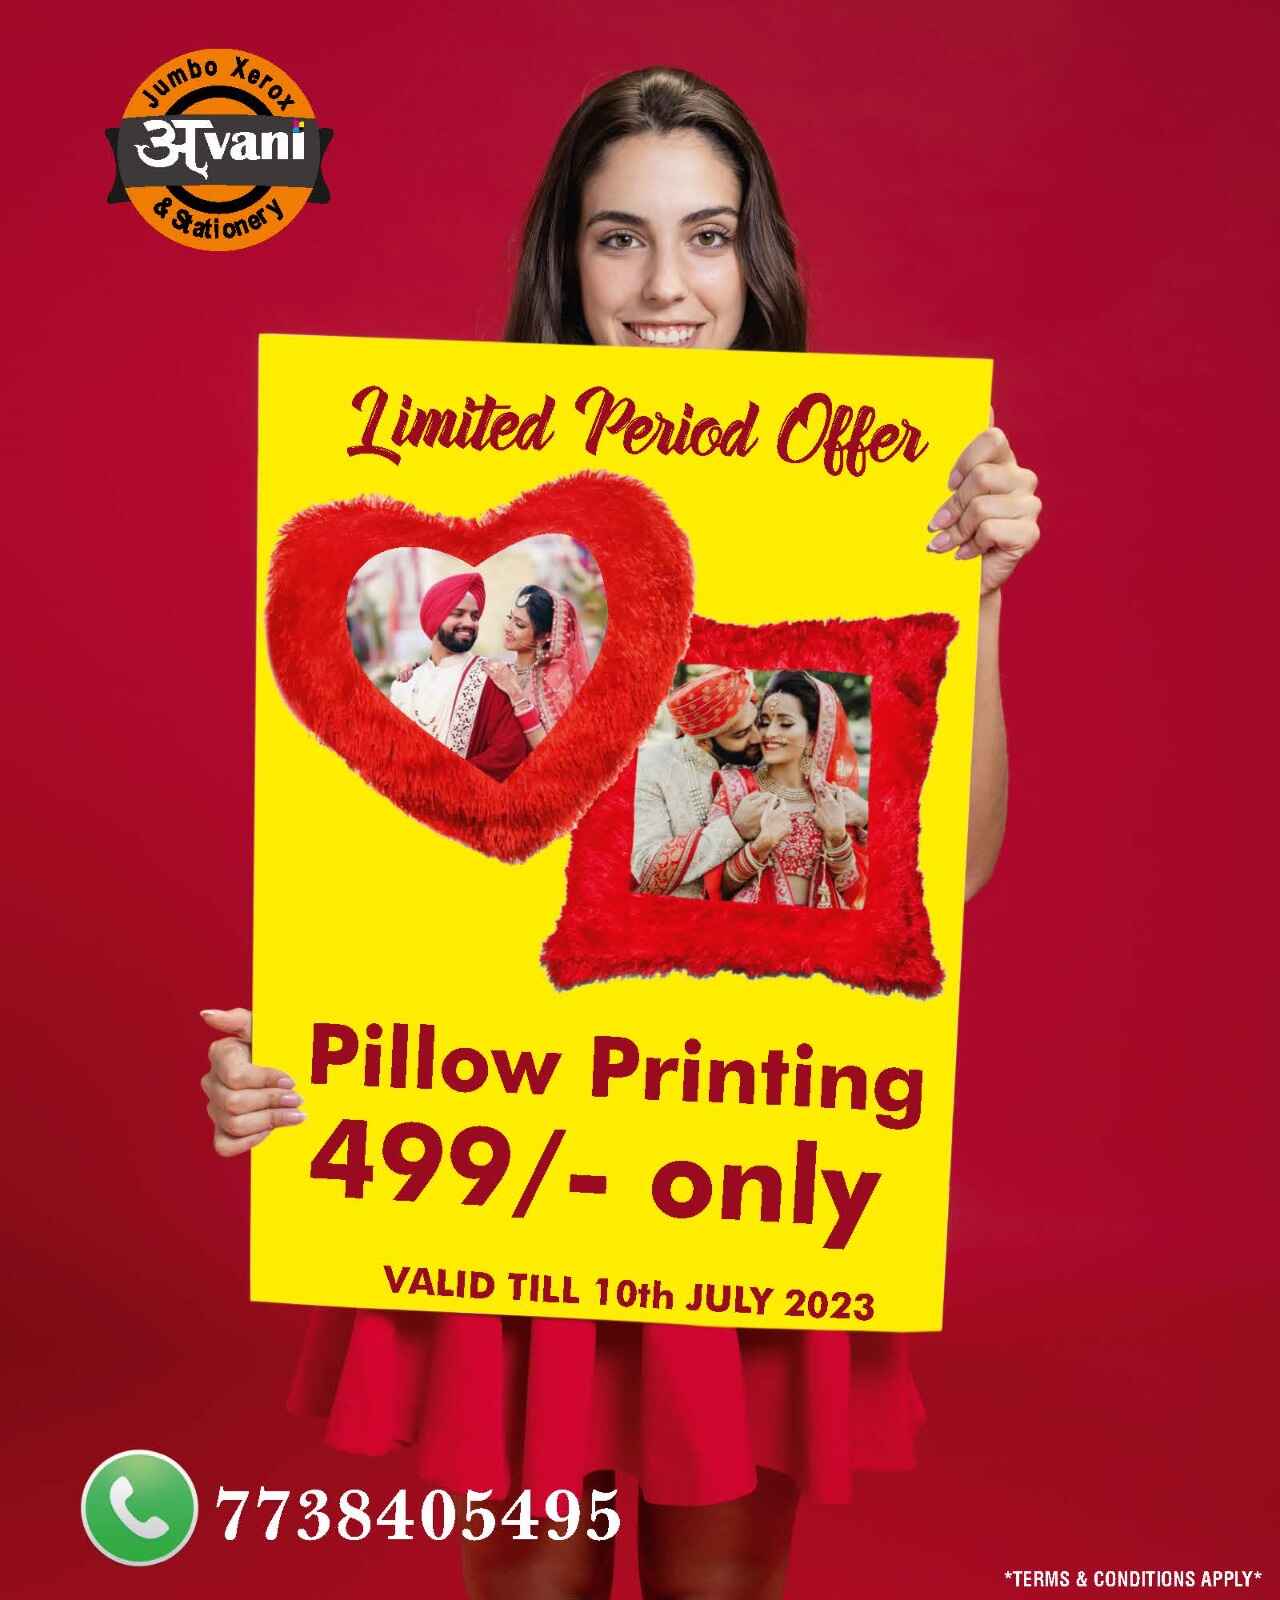 Jumbo Xerox
अvani
& Stationery
Limited Period Offer
Pillow Printing
499/- only
VALID TILL 10th JULY 2023
7738405495
*TERMS & CONDITIONS APPLY*